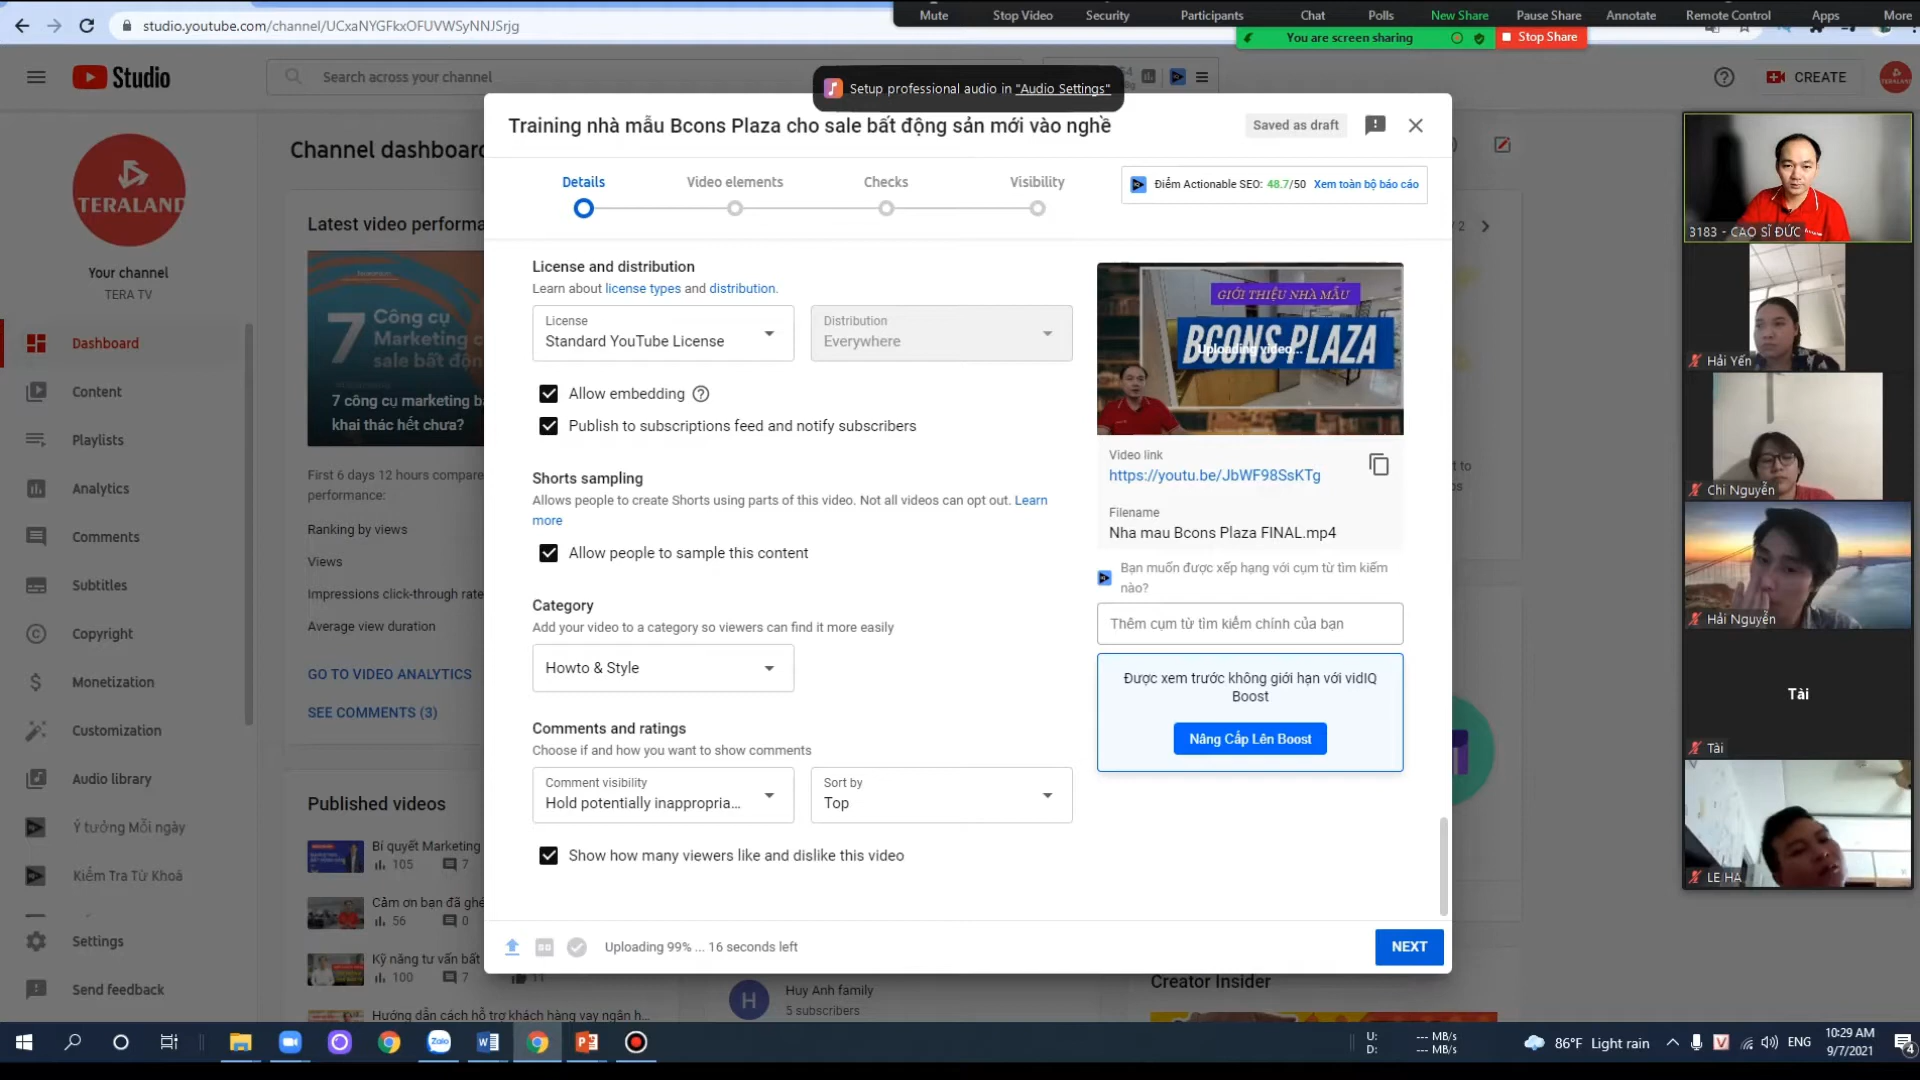 Mute
Stop Video
Security
Participants
Chat
Polls
New Share
Pause Share
Annotate
Remote Control
Apps
More
studio.youtube.com/channel/UCxaNYGFkxOFUVWSyNNJSrjg
You are screen sharing
Stop Share
Studio
Search across your channel
Setup professional audio in "Audio Settings"
CREATE
TERALAND
Your channel
TERA TV
Dashboard
Content
Playlists
Analytics
Comments
Subtitles
Copyright
Monetization
Customization
Audio library
Ý tưởng Mỗi ngày
Kiểm Tra Từ Khoá
Settings
Send feedback
Channel dashboard
Latest video performa
7
Công cụ
Marketing
sale bất độn
7 công cụ marketing b
khai thác hết chưa?
First 6 days 12 hours compare
performance:
Ranking by views
Views
Impressions click-through rate
Average view duration
GO TO VIDEO ANALYTICS
SEE COMMENTS (3)
Published videos
Bí quyết Marketing
105
7
Cảm ơn bạn đã ghé
56
0
Kỹ năng tư vấn bất
100
7
11
Hướng dẫn cách hỗ trợ khách hàng vay ngân h...
Training nhà mẫu Bcons Plaza cho sale bất động sản mới vào nghề
Saved as draft
Details
Video elements
Checks
Visibility
Điểm Actionable SEO: 48.7/50 Xem toàn bộ báo cáo
License and distribution
Learn about license types and distribution.
License
Standard YouTube License
Distribution
Everywhere
Allow embedding
Publish to subscriptions feed and notify subscribers
Shorts sampling
Allows people to create Shorts using parts of this video. Not all videos can opt out. Learn
more
Allow people to sample this content
Category
Add your video to a category so viewers can find it more easily
Howto & Style
Comments and ratings
Choose if and how you want to show comments
Comment visibility
Hold potentially inappropria...
Sort by
Top
Show how many viewers like and dislike this video
Uploading 99% ... 16 seconds left
NEXT
GIỚI THIỆU NHÀ MẪU
BCONS PLAZA
Uploading video...
Video link
https://youtu.be/JbWF98SsKTg
Filename
Nha mau Bcons Plaza FINAL.mp4
Bạn muốn được xếp hạng với cụm từ tìm kiếm
nào?
Thêm cụm từ tìm kiếm chính của bạn
Được xem trước không giới hạn với vidIQ
Boost
Nâng Cấp Lên Boost
/ 2
H
Huy Anh family
5 subscribers
Creator Insider
3183 - CAO SĨ ĐỨC
Hải Yến
Chi Nguyễn
Hải Nguyễn
Tài
Tài
LE HA
Zalo
U:
D:
--- MB/s
--- MB/s
86°F Light rain
ENG
10:29 AM
9/7/2021
4